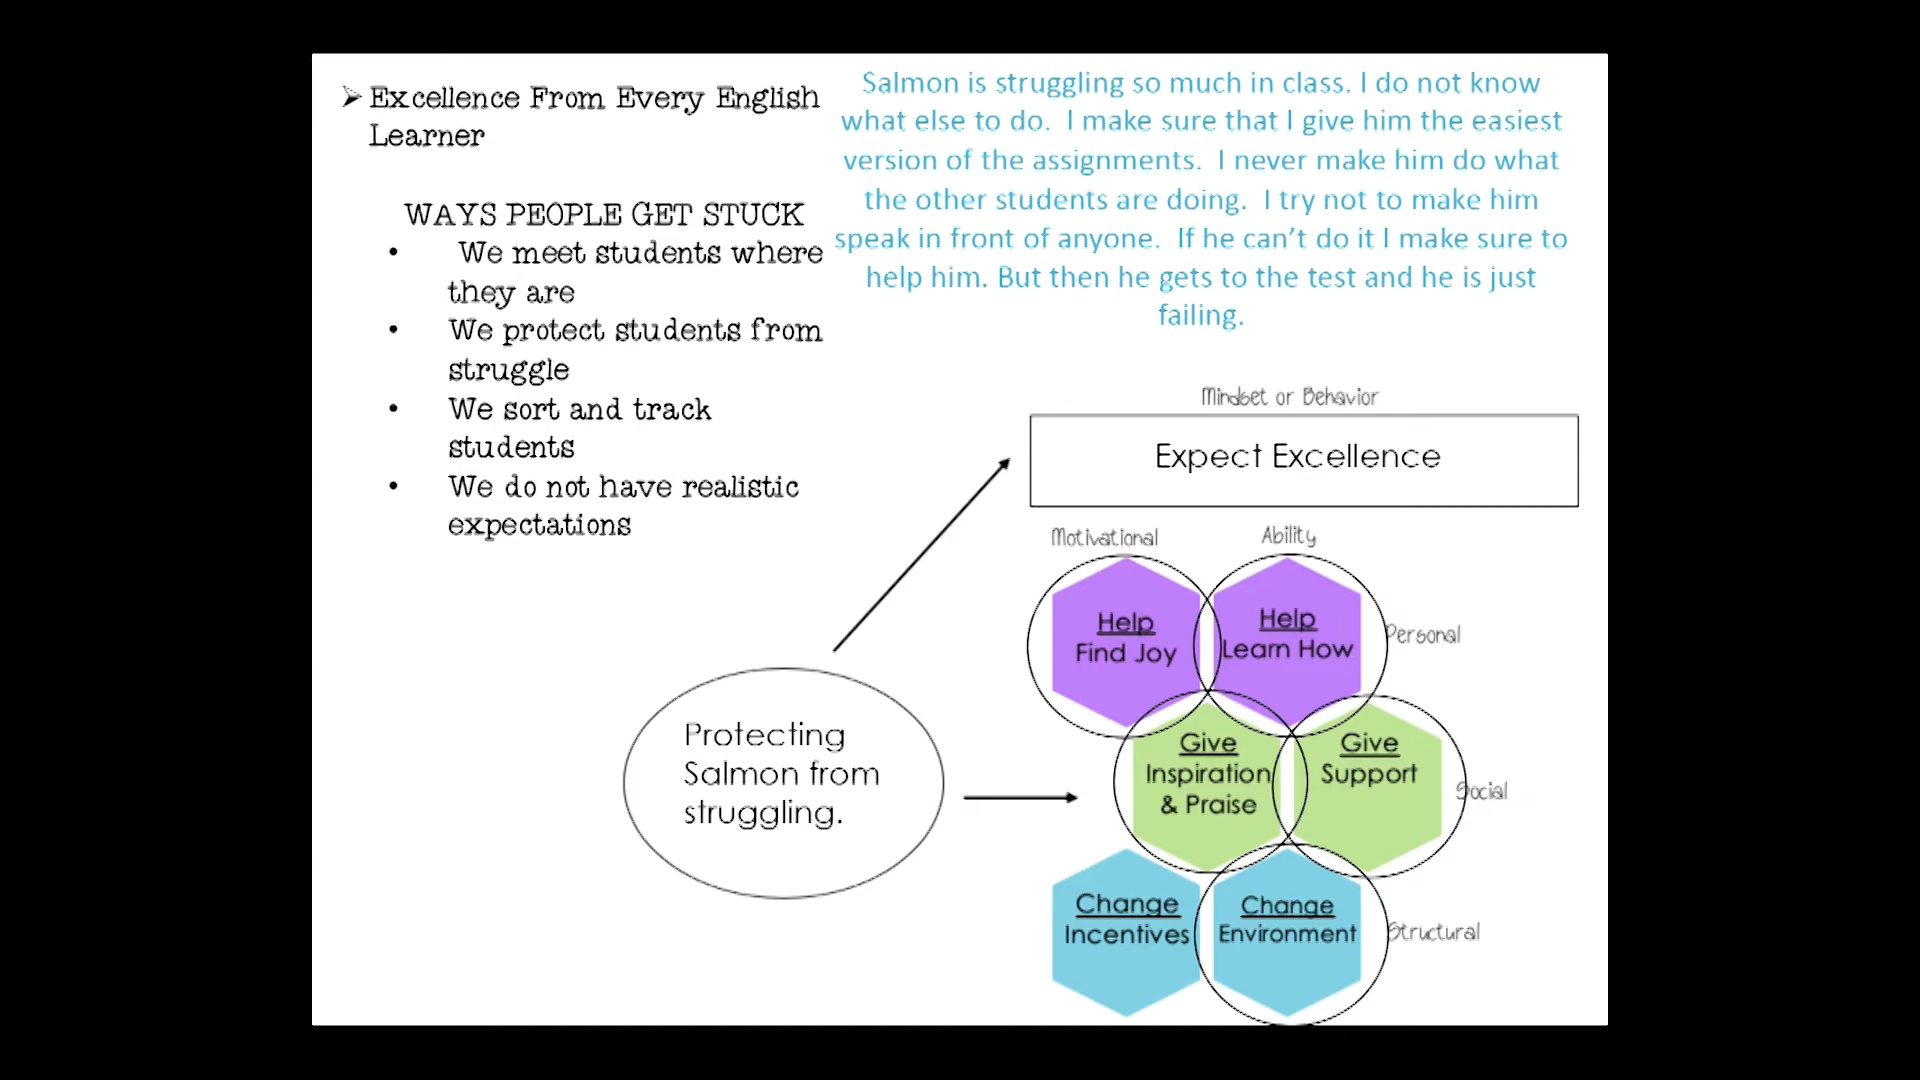 ➢ Excellence From Every English
Learner
WAYS PEOPLE GET STUCK
• We meet students where
they are
• We protect students from
struggle
• We sort and track
students
• We do not have realistic
expectations
Salmon is struggling so much in class. I do not know
what else to do. I make sure that I give him the easiest
version of the assignments. I never make him do what
the other students are doing. I try not to make him
speak in front of anyone. If he can't do it I make sure to
help him. But then he gets to the test and he is just
failing.
Mindset or Behavior
Expect Excellence
Motivational
Ability
Help
Find Joy
Help
Learn How
Personal
Give
Inspiration
& Praise
Give
Support
Social
Change
Incentives
Change
Environment
Structural
Protecting
Salmon from
struggling.